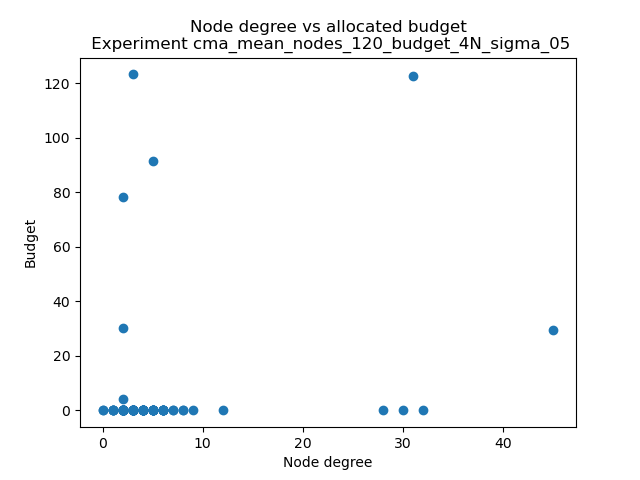 Node degree vs allocated budget
Experiment cma_mean_nodes_120_budget_4N_sigma_05
120
100
80
60
40
20
0
Budget
0 10 20 30 40
Node degree